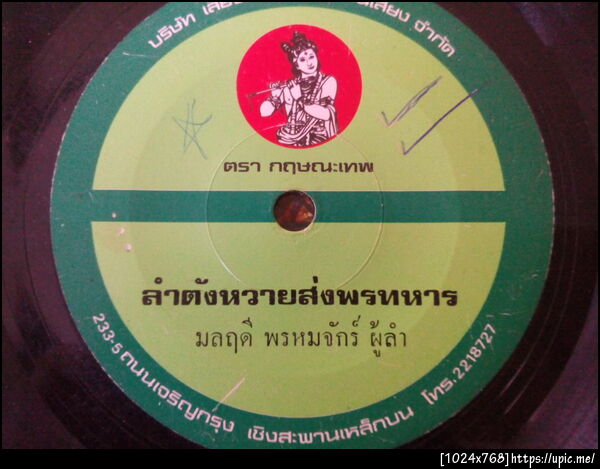 บริษัท
เสียง จำกัด
ตรา กฤษณะเทพ
ลำตังหวายส่งพรทหาร
มลฤดี พรหมจักร์ ผู้ลำ
233-5 ถนนเจริญกรุง เชิงสะพานเหล็กบน โทร. 2218727
[1024x768]https://upic.me/